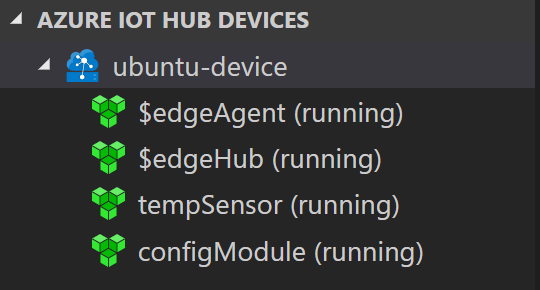 AZURE IOT HUB DEVICES
ubuntu-device
$edgeAgent (running)
$edgeHub (running)
tempSensor (running)
configModule (running)